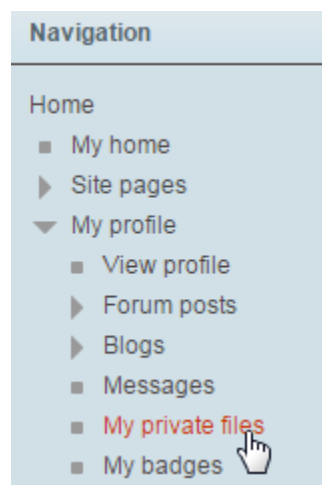 Navigation
Home
My home
Site pages
My profile
View profile
Forum posts
Blogs
Messages
My private files
My badges